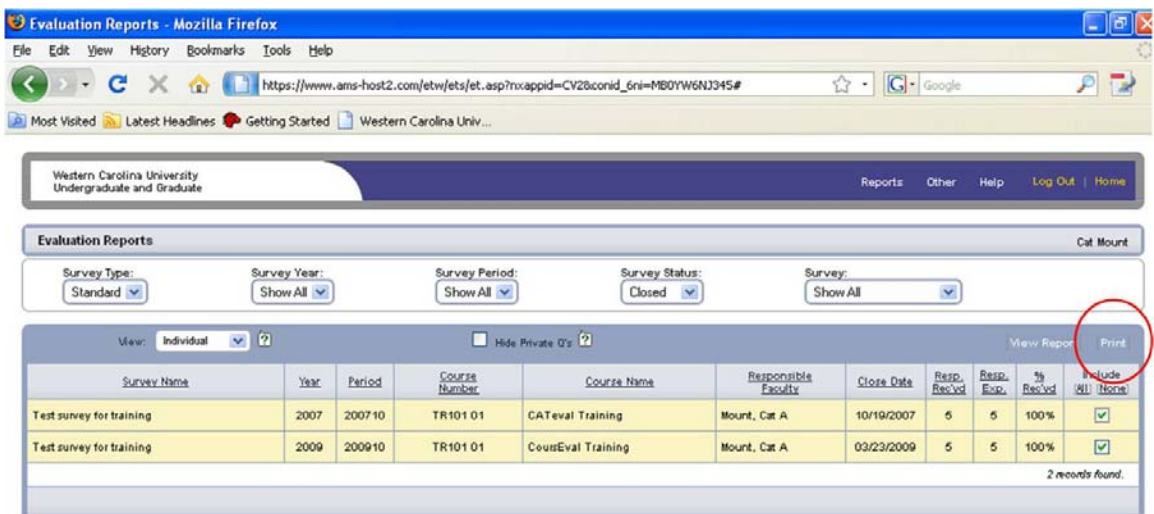 Evaluation Reports - Mozilla Firefox
File Edit View History Bookmarks Tools Help
https://www.ams-host2.com/etw/ets/et.asp?nxappid=CV2&conid_6ni=MB0YW6NJ345# G Google
Most Visited Latest Headlines Getting Started Western Carolina Univ...
Western Carolina University
Undergraduate and Graduate
Reports Other Help Log Out | Home
Evaluation Reports Cat Mount
Survey Type: Survey Year: Survey Period: Survey Status: Survey:
Standard Show All Show All Closed Show All
View: Individual ? Hide Private Q's ? View Repor Print
Survey Name Year Period Course Number Course Name Responsible Faculty Close Date Resp. Rec'vd Resp. Exp. % Rec'vd Include [All] [None]
Test survey for training 2007 200710 TR101 01 CATeval Training Mount, Cat A 10/19/2007 5 5 100%
Test survey for training 2009 200910 TR101 01 CoursEval Training Mount, Cat A 03/23/2009 5 5 100%
2 records found.